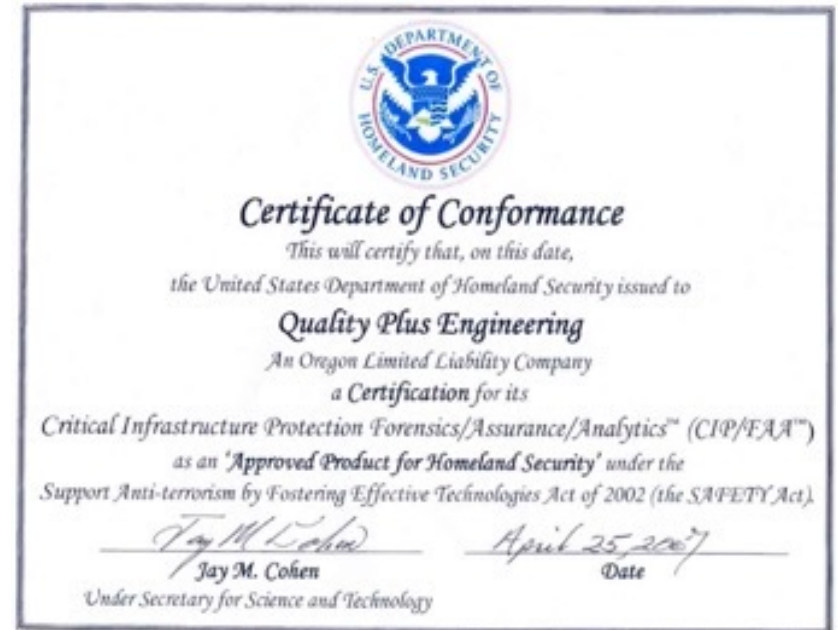 U.S. DEPARTMENT OF
HOMELAND SECURITY
Certificate of Conformance
This will certify that, on this date,
the United States Department of Homeland Security issued to
Quality Plus Engineering
An Oregon Limited Liability Company
a Certification for its
Critical Infrastructure Protection Forensics/Assurance/Analytics™ (CIP/FAA™)
as an 'Approved Product for Homeland Security' under the
Support Anti-terrorism by Fostering Effective Technologies Act of 2002 (the SAFETY Act).
Jay M Cohen April 25, 2007
Jay M. Cohen Date
Under Secretary for Science and Technology